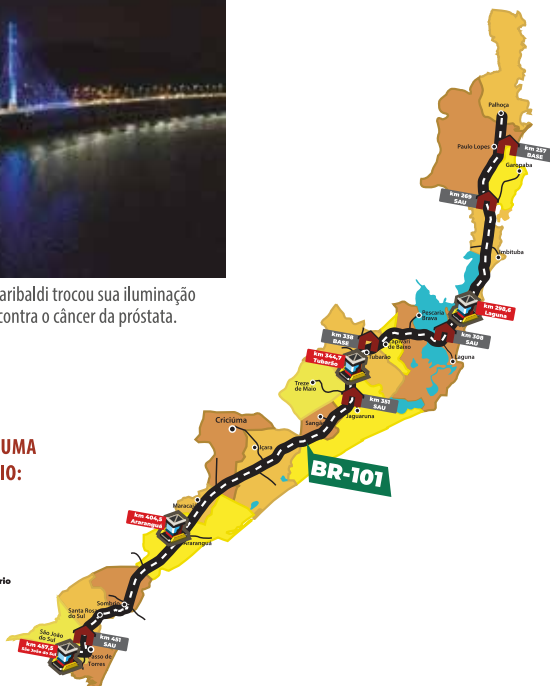 aribaldi trocou sua iluminação
contra o câncer da próstata.
UMA
IO:
rio
Palhoça
Paulo Lopes
km 257
BASE
Garopaba
km 269
SAU
Imbituba
km 298,6
Laguna
Pescaria
Brava
km 308
SAU
Laguna
km 338
BASE
Capivari
de Baixo
Tubarão
km 344,7
Tubarão
Treze
de Maio
km 351
SAU
Jaguaruna
Sangão
Criciúma
Içara
BR-101
Maracajá
km 404,5
Araranguá
Araranguá
Sombrio
Santa Rosa
do Sul
São João
do Sul
km 451
SAU
km 457,5
São João do Sul
Passo de
Torres